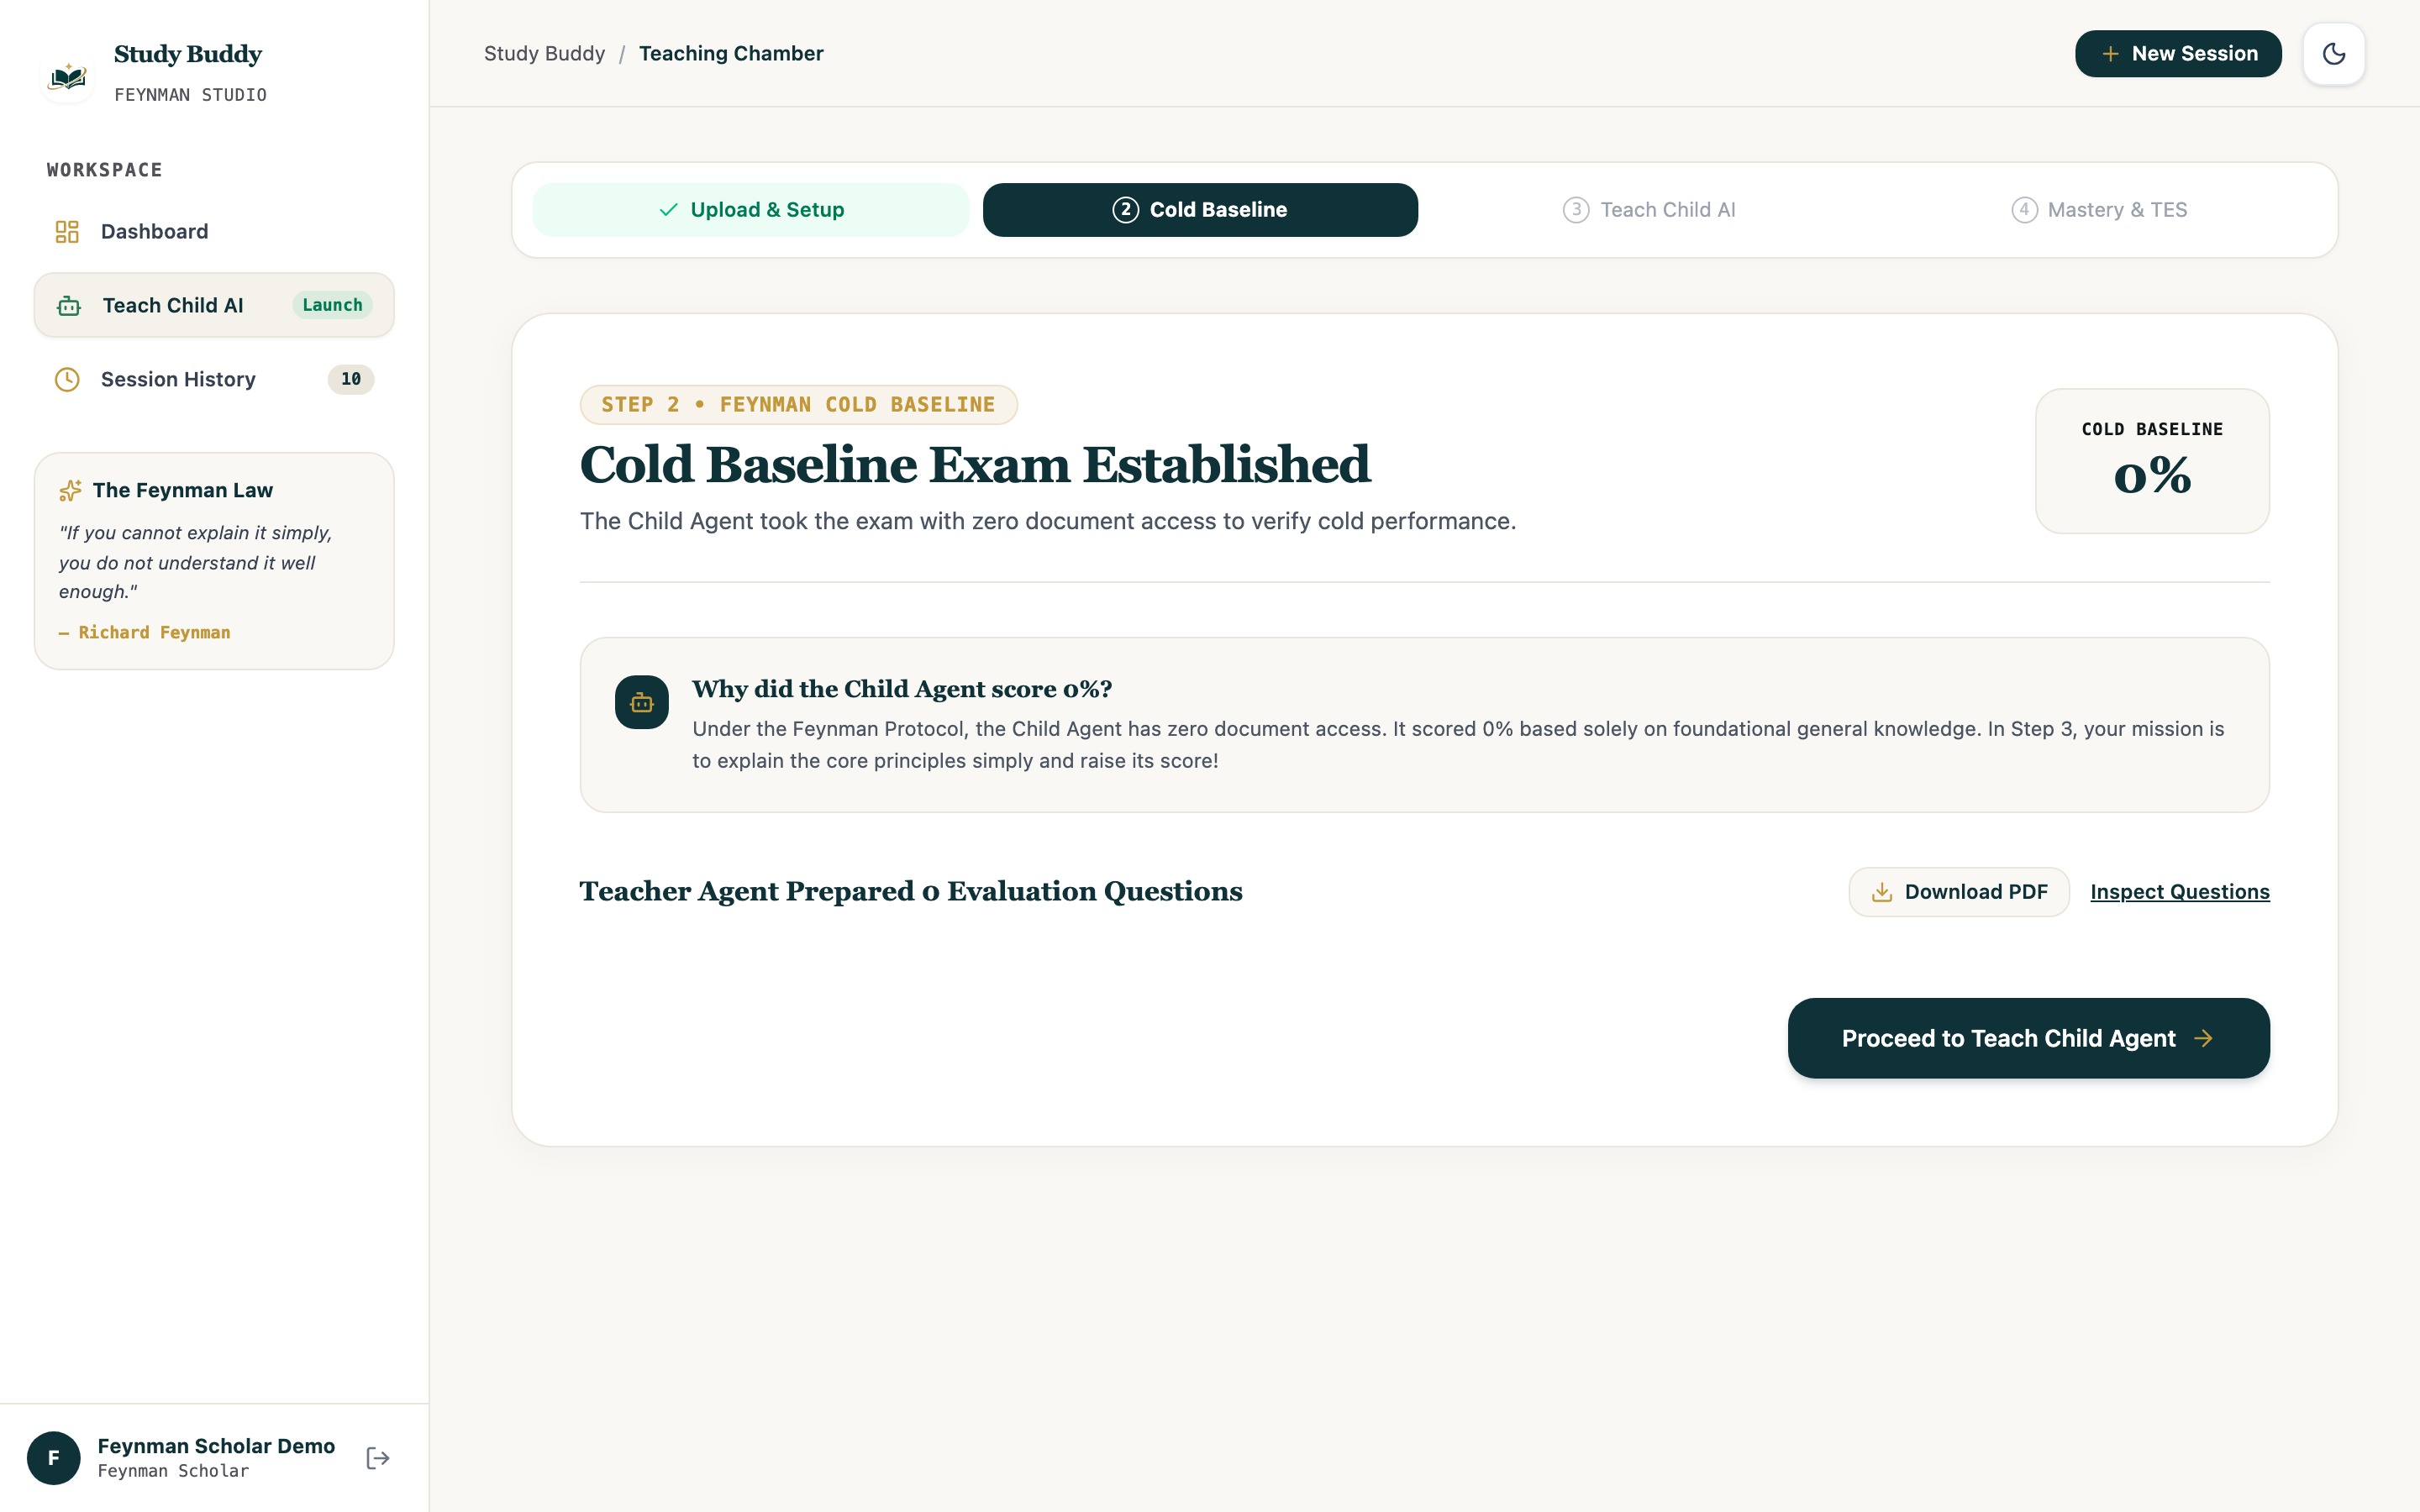 Study Buddy
FEYNMAN STUDIO
WORKSPACE
Dashboard
Teach Child AI Launch
Session History 10
The Feynman Law
"If you cannot explain it simply,
you do not understand it well
enough."
— Richard Feynman
F
Feynman Scholar Demo
Feynman Scholar
Study Buddy / Teaching Chamber
+ New Session
Upload & Setup
2 Cold Baseline
3 Teach Child AI
4 Mastery & TES
STEP 2 • FEYNMAN COLD BASELINE
Cold Baseline Exam Established
The Child Agent took the exam with zero document access to verify cold performance.
COLD BASELINE
0%
Why did the Child Agent score 0%?
Under the Feynman Protocol, the Child Agent has zero document access. It scored 0% based solely on foundational general knowledge. In Step 3, your mission is
to explain the core principles simply and raise its score!
Teacher Agent Prepared 0 Evaluation Questions
Download PDF
Inspect Questions
Proceed to Teach Child Agent →